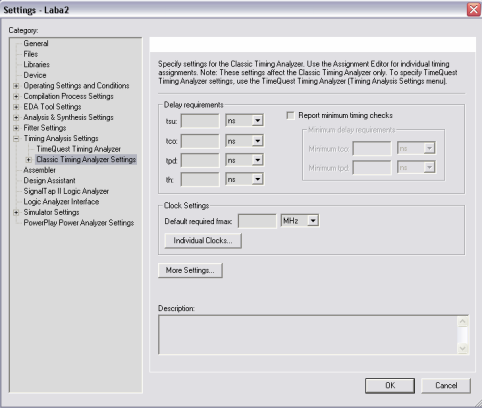 Settings - Laba2
Category:
General
Files
Libraries
Device
Operating Settings and Conditions
Compilation Process Settings
EDA Tool Settings
Analysis & Synthesis Settings
Fitter Settings
Timing Analysis Settings
TimeQuest Timing Analyzer
Classic Timing Analyzer Settings
Assembler
Design Assistant
SignalTap II Logic Analyzer
Logic Analyzer Interface
Simulator Settings
PowerPlay Power Analyzer Settings
Specify settings for the Classic Timing Analyzer. Use the Assignment Editor for individual timing
assignments. Note: These settings affect the Classic Timing Analyzer only. To specify TimeQuest
Timing Analyzer settings, use the TimeQuest Timing Analyzer (Timing Analysis Settings menu).
Delay requirements
tsu: ns
tco: ns
tpd: ns
th: ns
Report minimum timing checks
Minimum delay requirements
Minimum tco: ns
Minimum tpd: ns
Clock Settings
Default required fmax: MHz
Individual Clocks...
More Settings...
Description:
OK Cancel